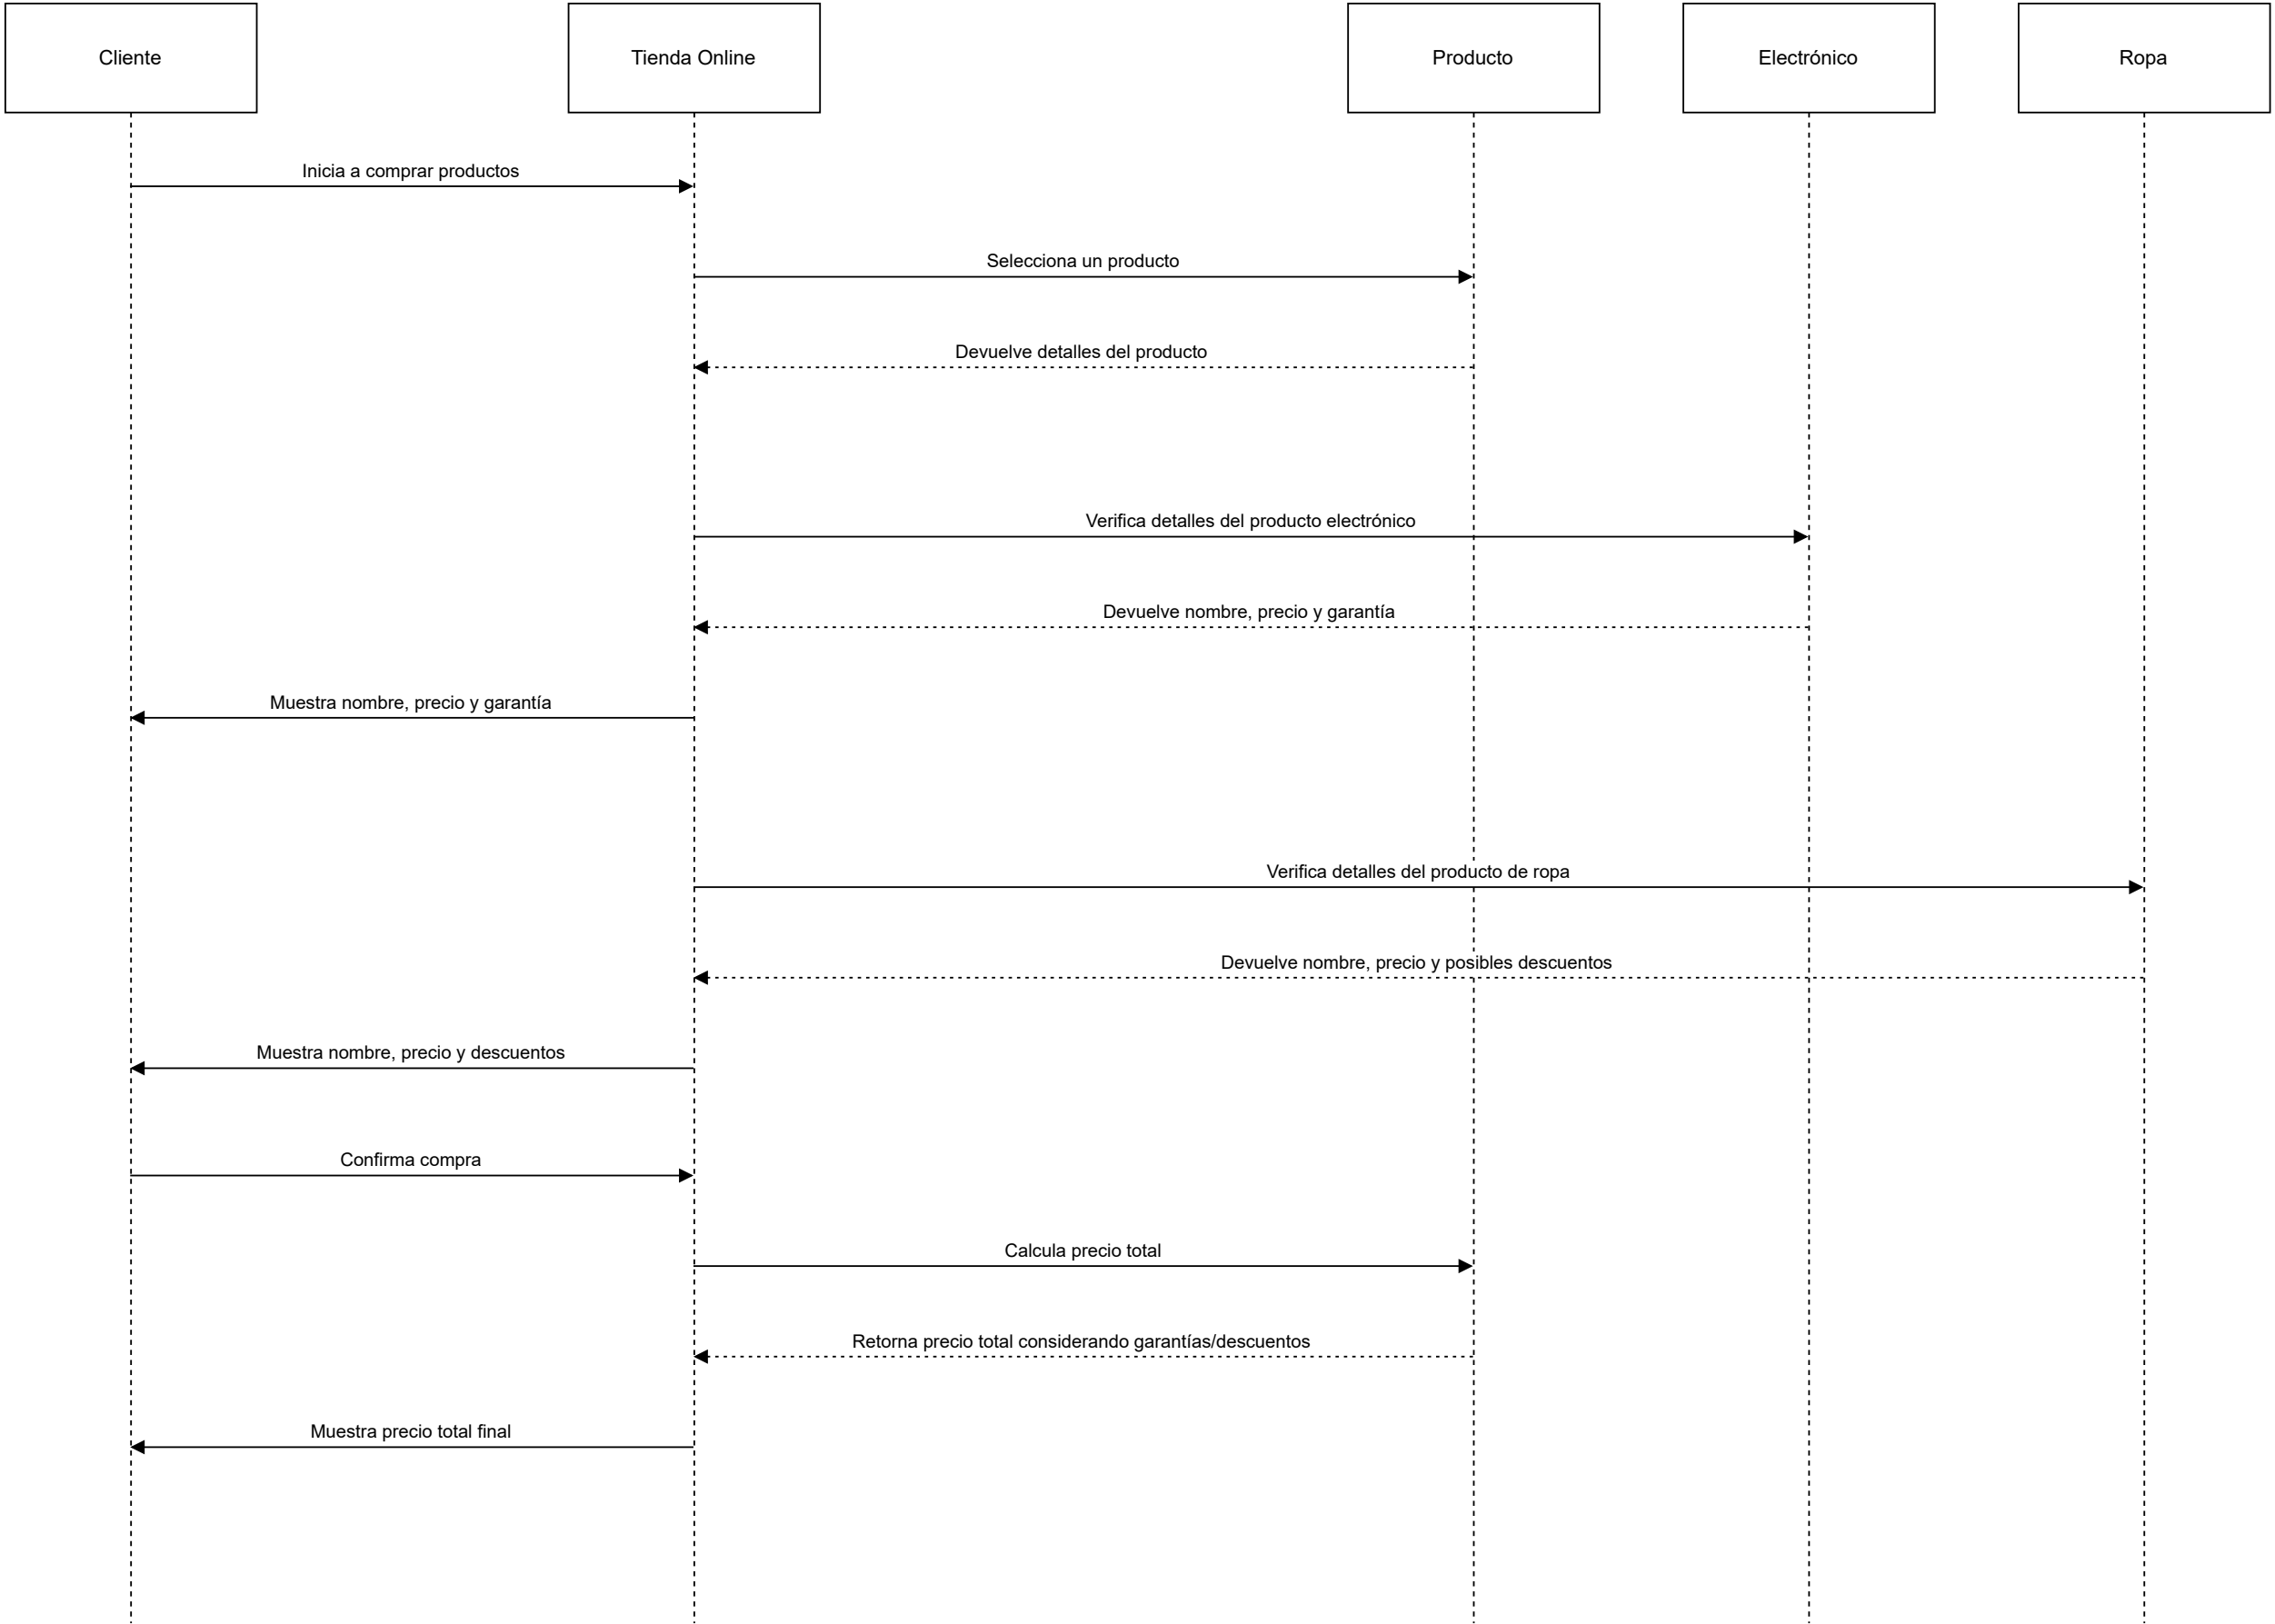 Cliente
Tienda Online
Producto
Electrónico
Ropa
Inicia a comprar productos
Selecciona un producto
Devuelve detalles del producto
Verifica detalles del producto electrónico
Devuelve nombre, precio y garantía
Muestra nombre, precio y garantía
Verifica detalles del producto de ropa
Devuelve nombre, precio y posibles descuentos
Muestra nombre, precio y descuentos
Confirma compra
Calcula precio total
Retorna precio total considerando garantías/descuentos
Muestra precio total final